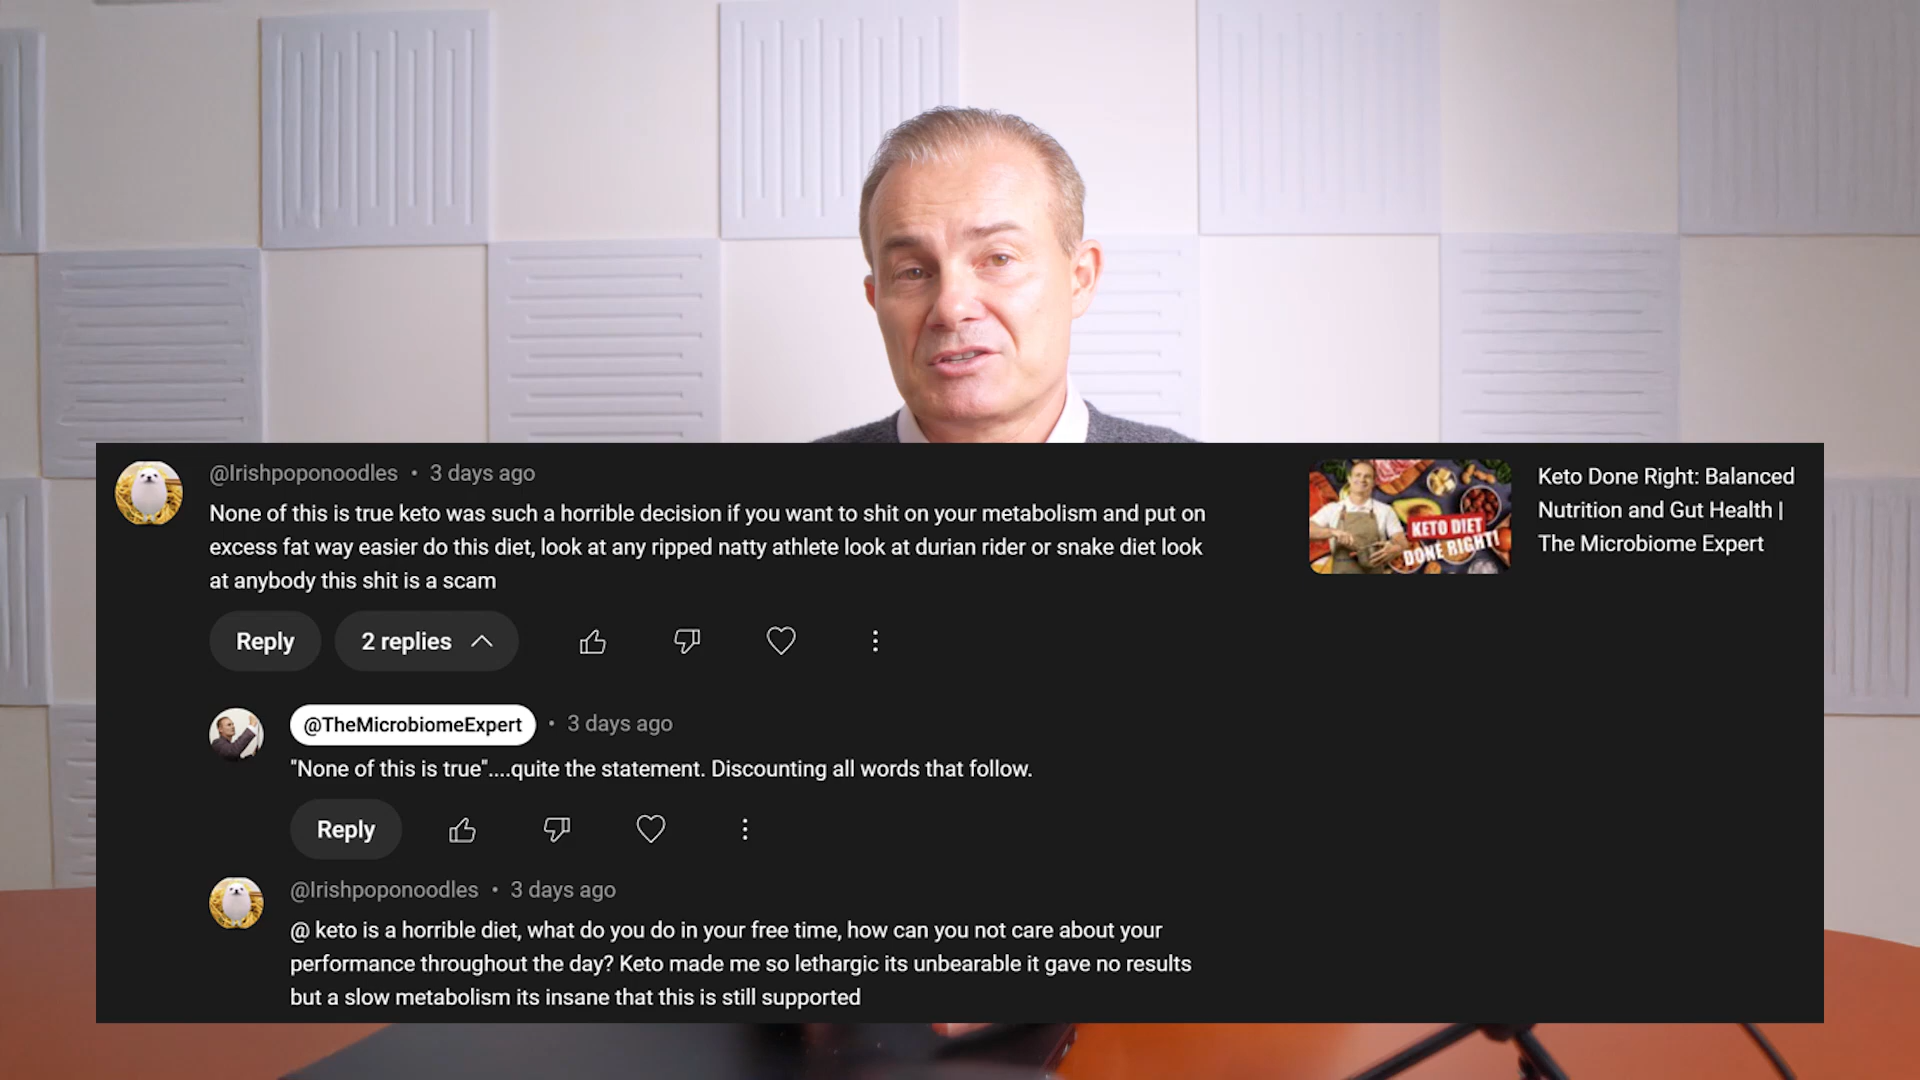 @Irishpoponoodles • 3 days ago
None of this is true keto was such a horrible decision if you want to shit on your metabolism and put on
excess fat way easier do this diet, look at any ripped natty athlete look at durian rider or snake diet look
at anybody this shit is a scam
Reply
2 replies
KETO DIET
DONE RIGHT!
Keto Done Right: Balanced
Nutrition and Gut Health |
The Microbiome Expert
@TheMicrobiomeExpert • 3 days ago
"None of this is true"....quite the statement. Discounting all words that follow.
Reply
@Irishpoponoodles • 3 days ago
@ keto is a horrible diet, what do you do in your free time, how can you not care about your
performance throughout the day? Keto made me so lethargic its unbearable it gave no results
but a slow metabolism its insane that this is still supported